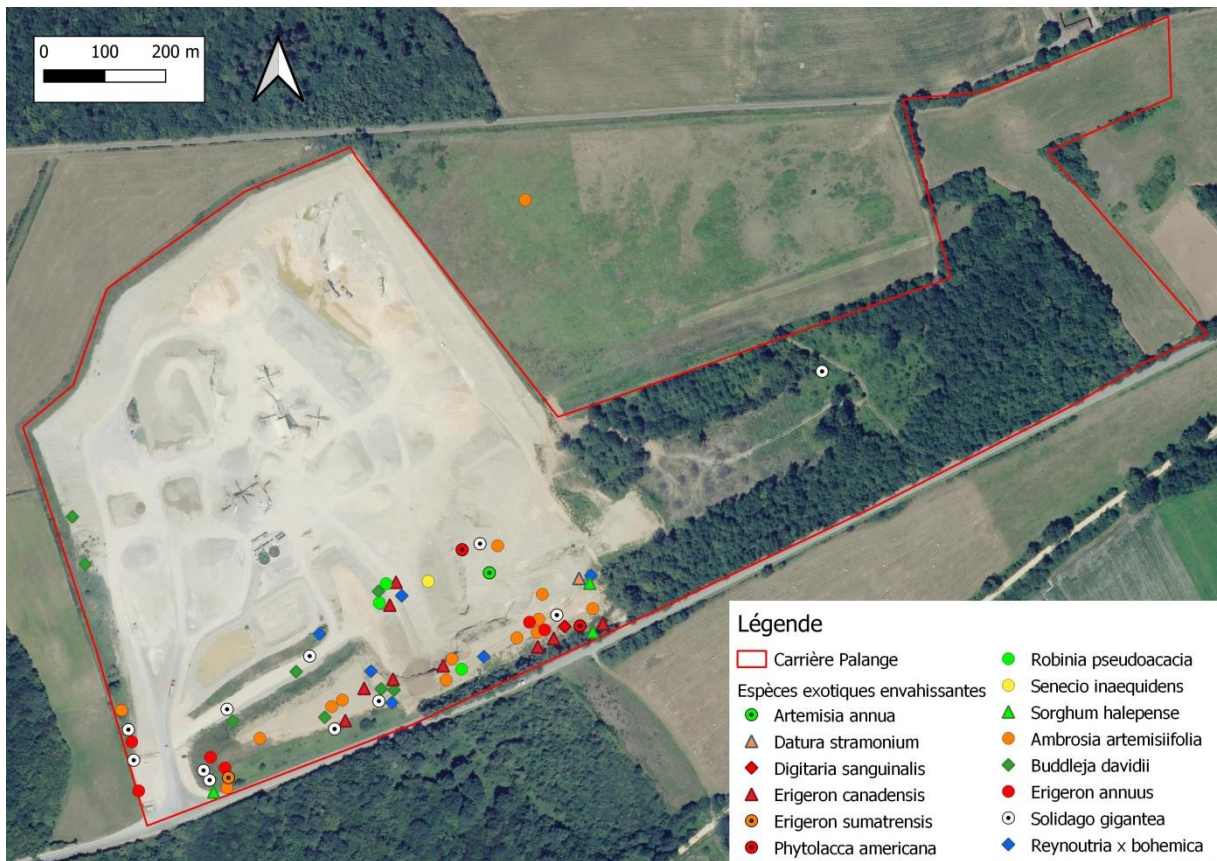 0 100 200 m
Légende
Carrière Palange
Espèces exotiques envahissantes
Artemisia annua
Datura stramonium
Digitaria sanguinalis
Erigeron canadensis
Erigeron sumatrensis
Phytolacca americana
Robinia pseudoacacia
Senecio inaequidens
Sorghum halepense
Ambrosia artemisiifolia
Buddleja davidii
Erigeron annuus
Solidago gigantea
Reynoutria x bohemica